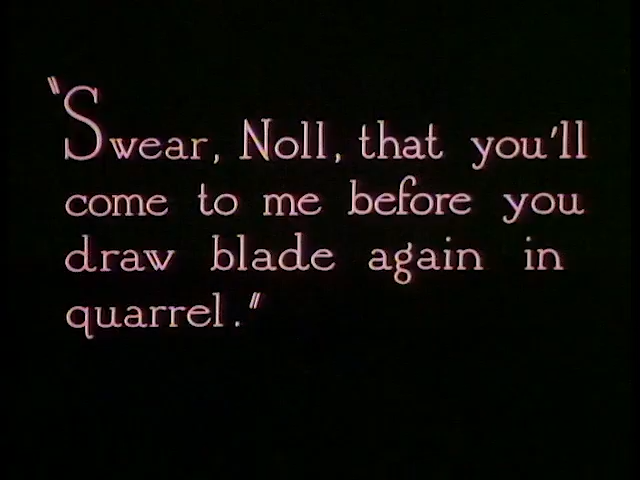 "Swear, Noll, that you'll
come to me before you
draw blade again in
quarrel."